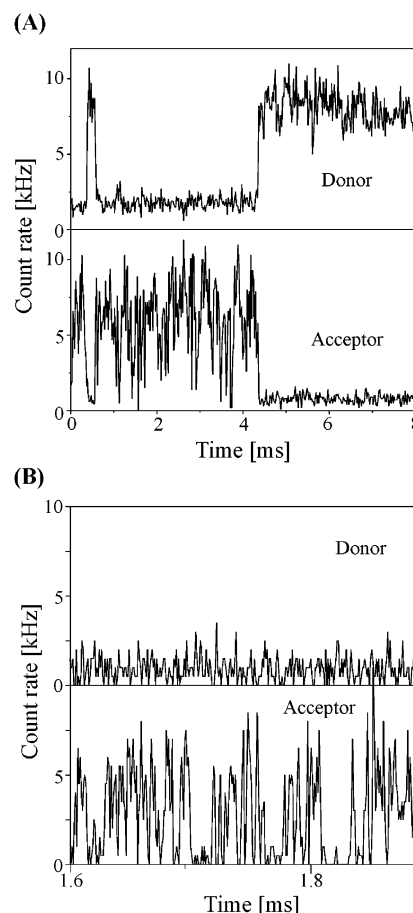 (A)
10
5
Donor
Count rate [kHz]
10
5
0
Acceptor
0 2 4 6 8
Time [ms]
(B)
10
5
0
Donor
Count rate [kHz]
Acceptor
5
0
1.6 1.8
Time [ms]